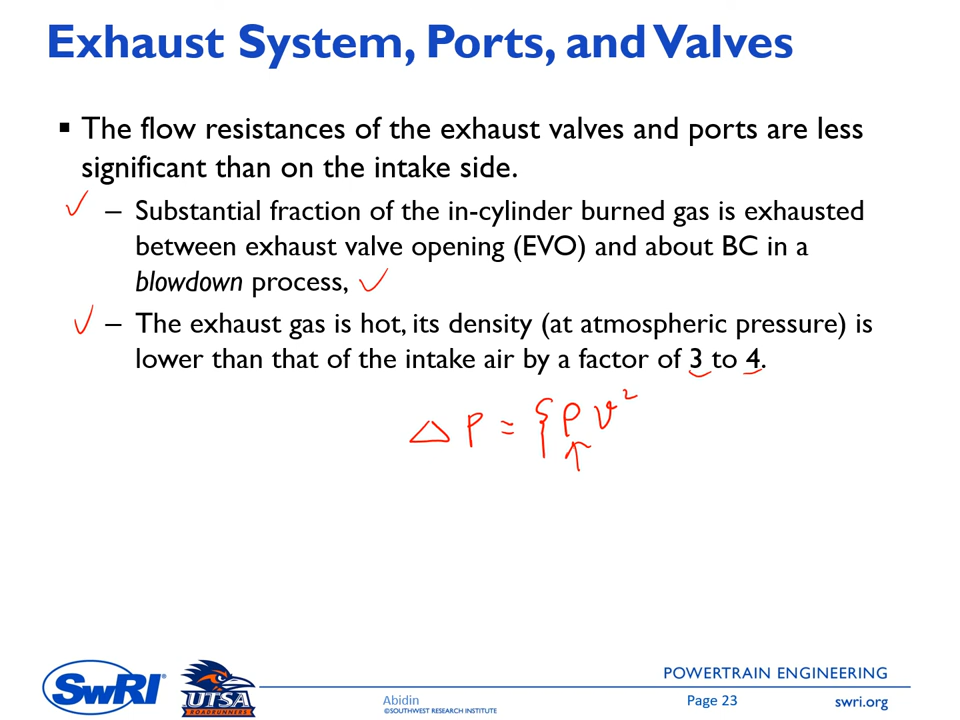 Exhaust System, Ports, and Valves
▪ The flow resistances of the exhaust valves and ports are less
significant than on the intake side.
– Substantial fraction of the in-cylinder burned gas is exhausted
between exhaust valve opening (EVO) and about BC in a
blowdown process,
– The exhaust gas is hot, its density (at atmospheric pressure) is
lower than that of the intake air by a factor of 3 to 4.
Δ P = ξ ρ v²
SwRI
UTSA
ROADRUNNERS
POWERTRAIN ENGINEERING
Abidin
©SOUTHWEST RESEARCH INSTITUTE
Page 23
swri.org